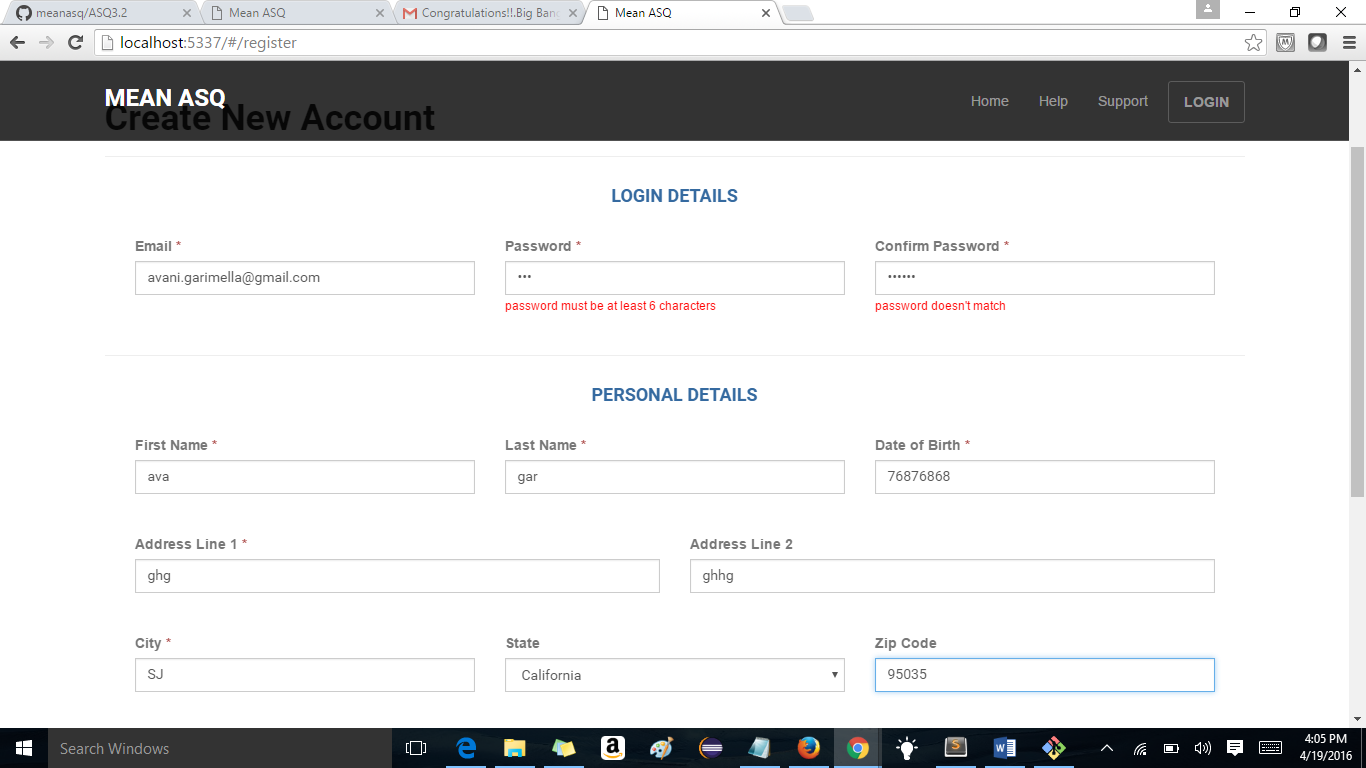 meanasq/ASQ3.2 Mean ASQ Congratulations!!.Big Bang Mean ASQ
localhost:5337/#/register
MEAN ASQ Home Help Support LOGIN
Create New Account
LOGIN DETAILS
Email * Password * Confirm Password *
avani.garimella@gmail.com ••• ••••••
password must be at least 6 characters password doesn't match
PERSONAL DETAILS
First Name * Last Name * Date of Birth *
ava gar 76876868
Address Line 1 * Address Line 2
ghg ghhg
City * State Zip Code
SJ California 95035
Search Windows
4:05 PM
4/19/2016